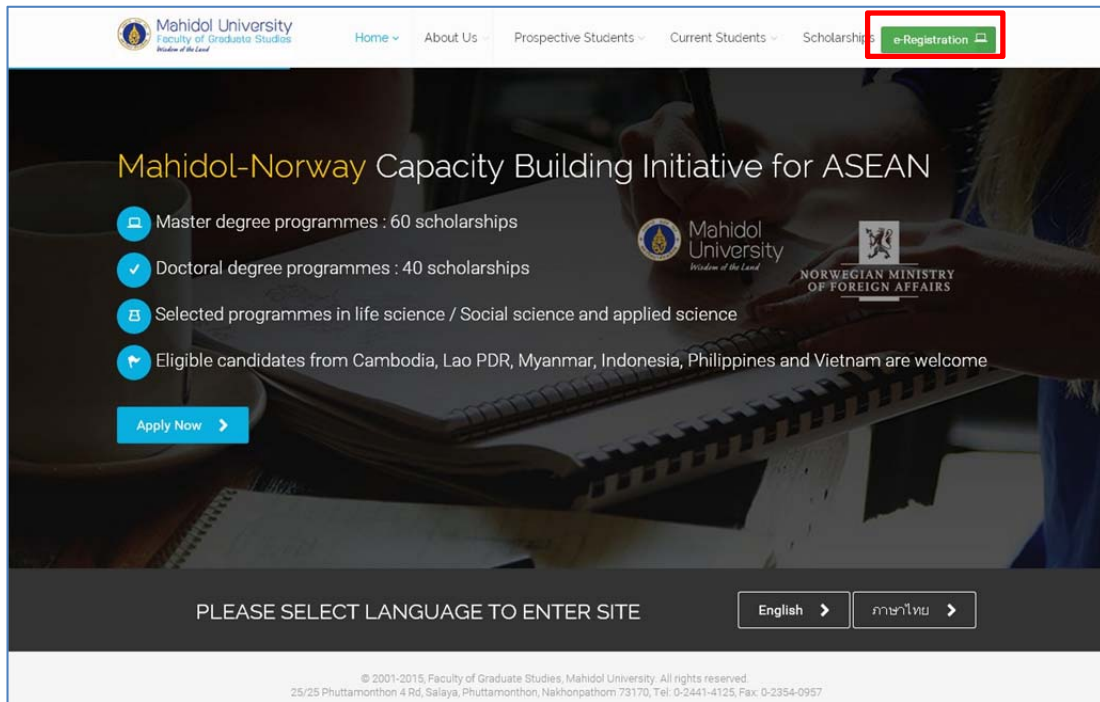 Mahidol University
Faculty of Graduate Studies
Wisdom of the Land
Home
About Us
Prospective Students
Current Students
Scholarships
e-Registration
Mahidol-Norway Capacity Building Initiative for ASEAN
Master degree programmes : 60 scholarships
Doctoral degree programmes : 40 scholarships
Selected programmes in life science / Social science and applied science
Eligible candidates from Cambodia, Lao PDR, Myanmar, Indonesia, Philippines and Vietnam are welcome
Mahidol
University
Wisdom of the Land
NORWEGIAN MINISTRY
OF FOREIGN AFFAIRS
Apply Now
PLEASE SELECT LANGUAGE TO ENTER SITE
English
ภาษาไทย
© 2001-2015, Faculty of Graduate Studies, Mahidol University. All rights reserved.
25/25 Phuttamonthon 4 Rd, Salaya, Phuttamonthon, Nakhonpathom 73170, Tel: 0-2441-4125, Fax: 0-2354-0957